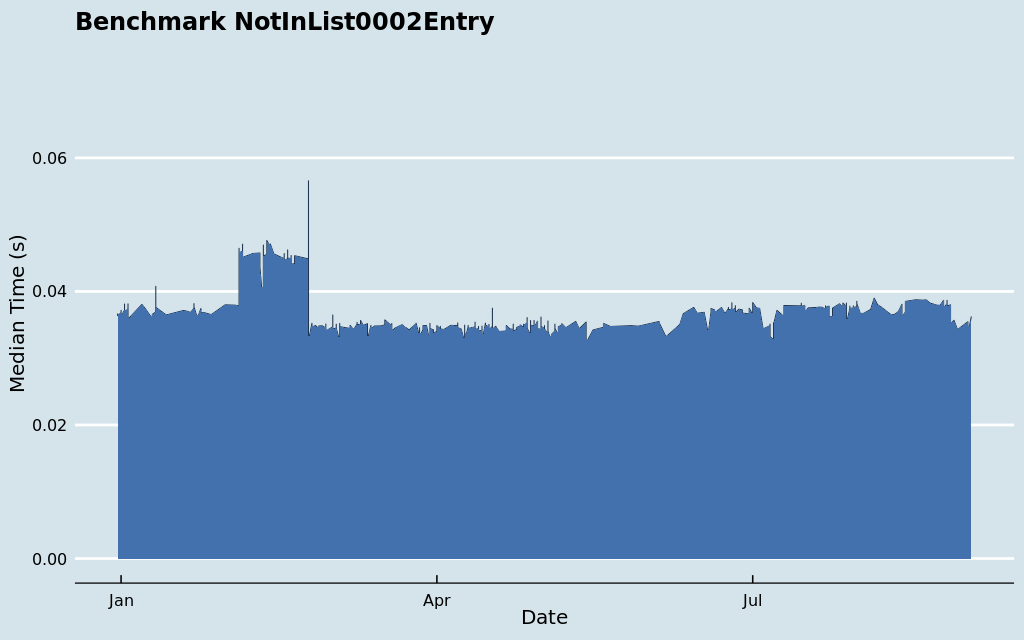 Benchmark NotInList0002Entry
Median Time (s)
0.06
0.04
0.02
0.00
Jan Apr Jul
Date